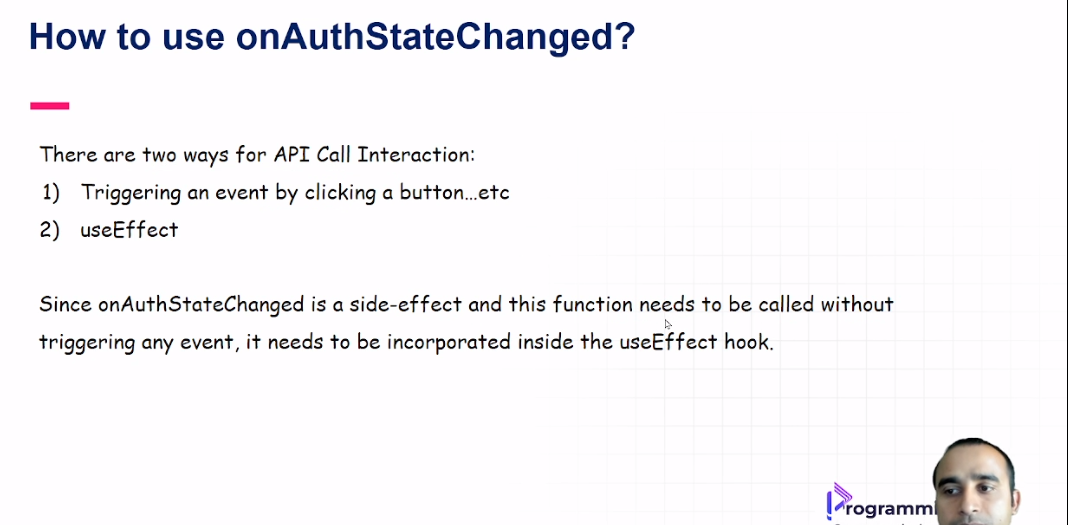 How to use onAuthStateChanged?
There are two ways for API Call Interaction:
1) Triggering an event by clicking a button...etc
2) useEffect
Since onAuthStateChanged is a side-effect and this function needs to be called without
triggering any event, it needs to be incorporated inside the useEffect hook.